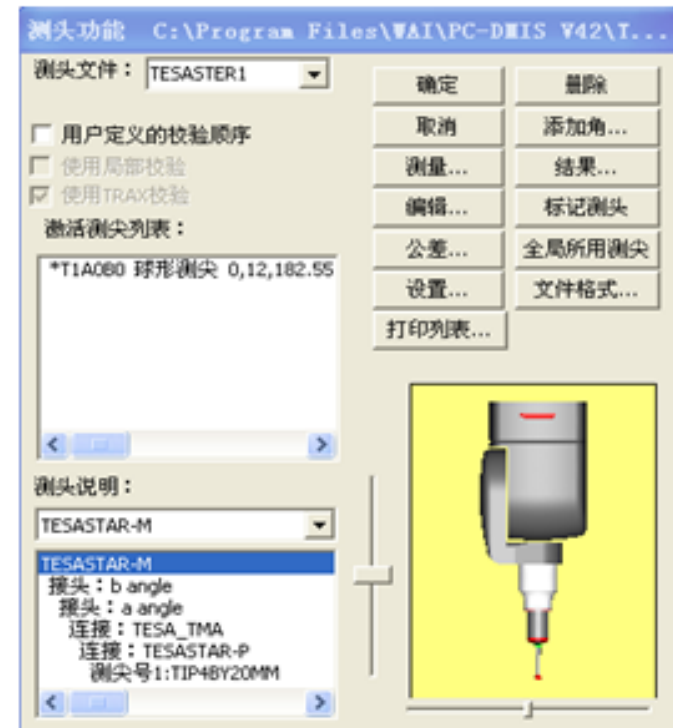 测头功能 C:\Program Files\WAI\PC-DMIS V42\T...
测头文件： TESASTER1
确定 删除
用户定义的校验顺序
取消 添加角...
使用局部校验
测量... 结果...
使用TRAX校验
编辑... 标记测头
激活测尖列表：
公差... 全局所用测尖
*T1A0B0 球形测尖 0,12,182.55
设置... 文件格式...
打印列表...
测头说明：
TESASTAR-M
TESASTAR-M
接头：b angle
接头：a angle
连接：TESA_TMA
连接：TESASTAR-P
测尖号1:TIP4BY20MM